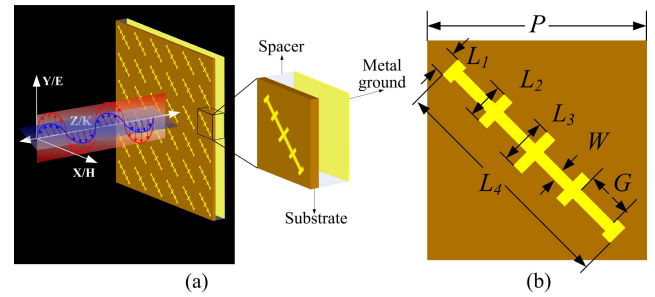 Y/E
Z/K
X/H
Spacer
Metal
ground
Substrate
(a)
P
L1
L2
L3
W
G
L4
(b)